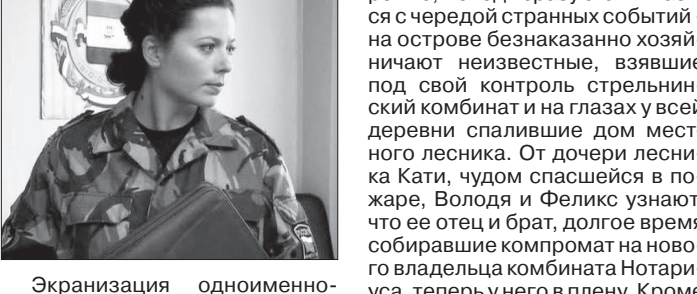 Экранизация одноименно-
ся с чередой странных событий
на острове безнаказанно хозяй
ничают неизвестные, взявшие
под свой контроль стрельнин
ский комбинат и на глазах у всей
деревни спалившие дом мест
ного лесника. От дочери лесни
ка Кати, чудом спасшейся в по
жаре, Володя и Феликс узнают
что ее отец и брат, долгое время
собиравшие компромат на ново
го владельца комбината Нотари
уса, теперь у него в плену. Кроме